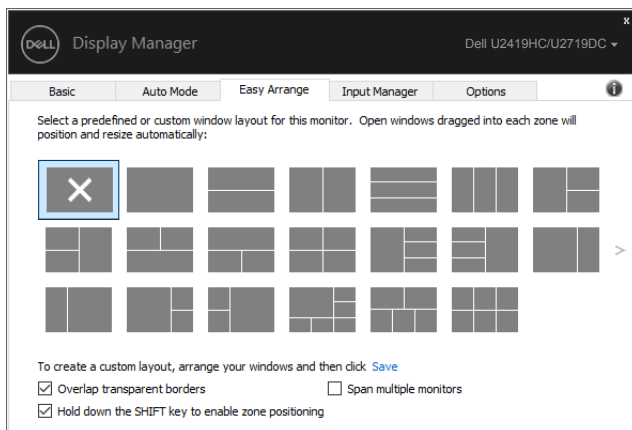 x
DELL Display Manager Dell U2419HC/U2719DC
Basic Auto Mode Easy Arrange Input Manager Options i
Select a predefined or custom window layout for this monitor. Open windows dragged into each zone will
position and resize automatically:
>
To create a custom layout, arrange your windows and then click Save
Overlap transparent borders Span multiple monitors
Hold down the SHIFT key to enable zone positioning